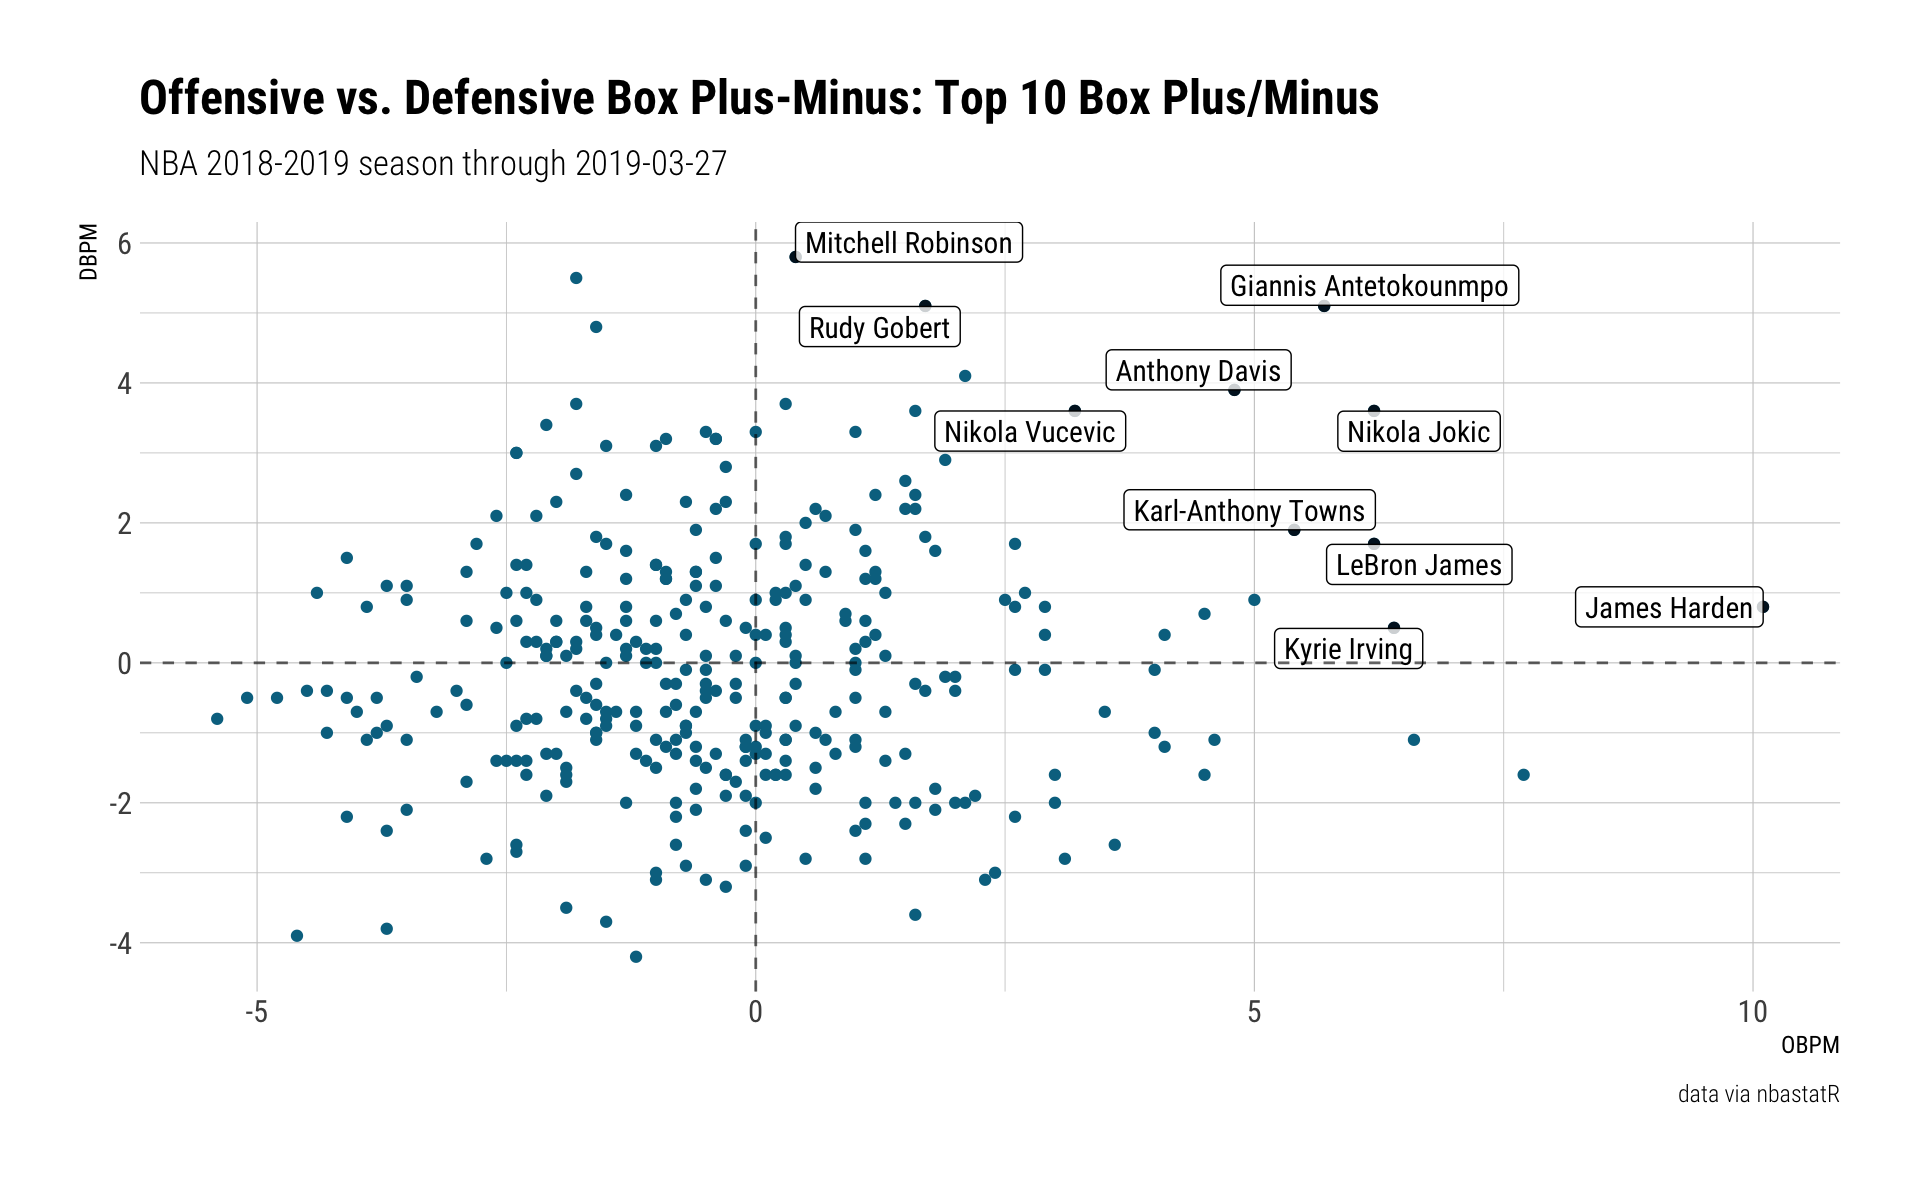 Offensive vs. Defensive Box Plus-Minus: Top 10 Box Plus/Minus
NBA 2018-2019 season through 2019-03-27
DBPM
6
4
2
0
-2
-4
Mitchell Robinson
Giannis Antetokounmpo
Rudy Gobert
Anthony Davis
Nikola Vucevic
Nikola Jokic
Karl-Anthony Towns
LeBron James
James Harden
Kyrie Irving
-5
0
5
10
OBPM
data via nbastatR